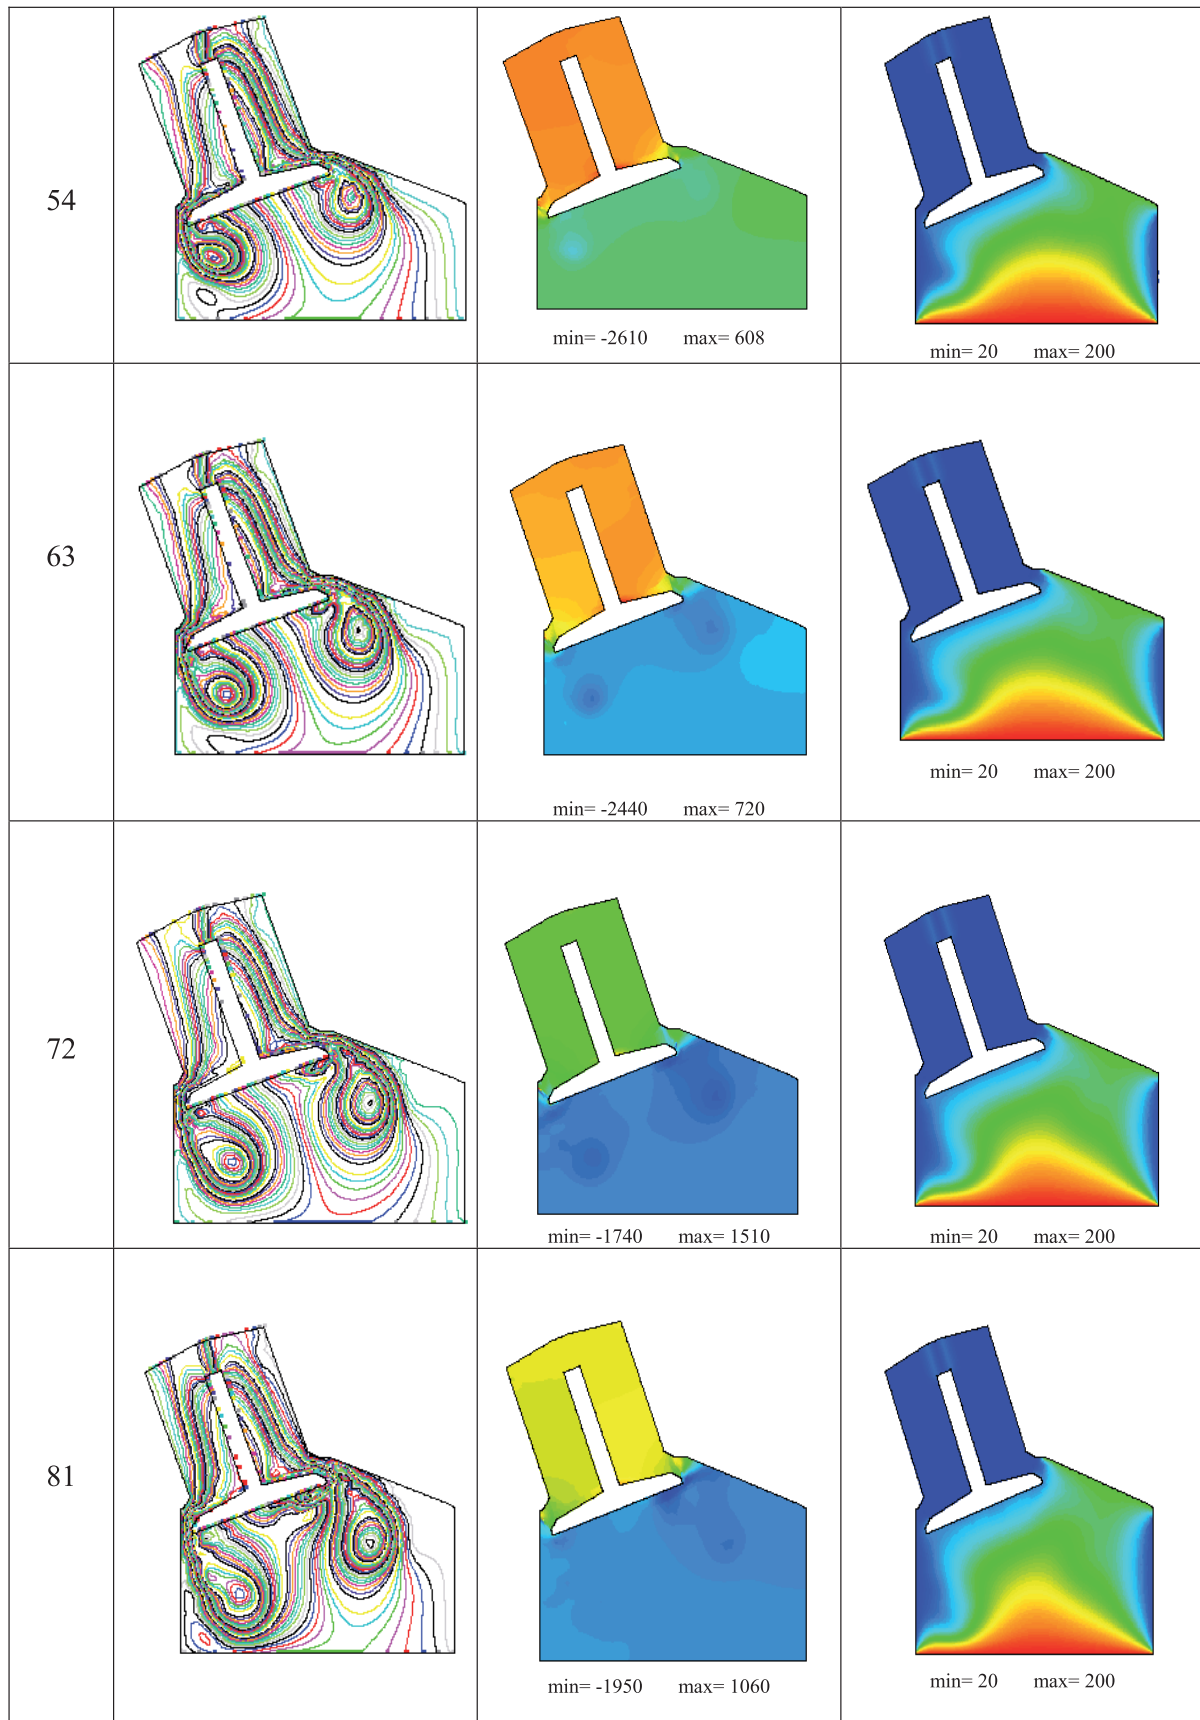 54
min= -2610 max= 608
min= 20 max= 200
63
min= 20 max= 200
min= -2440 max= 720
72
min= -1740 max= 1510
min= 20 max= 200
81
min= -1950 max= 1060
min= 20 max= 200